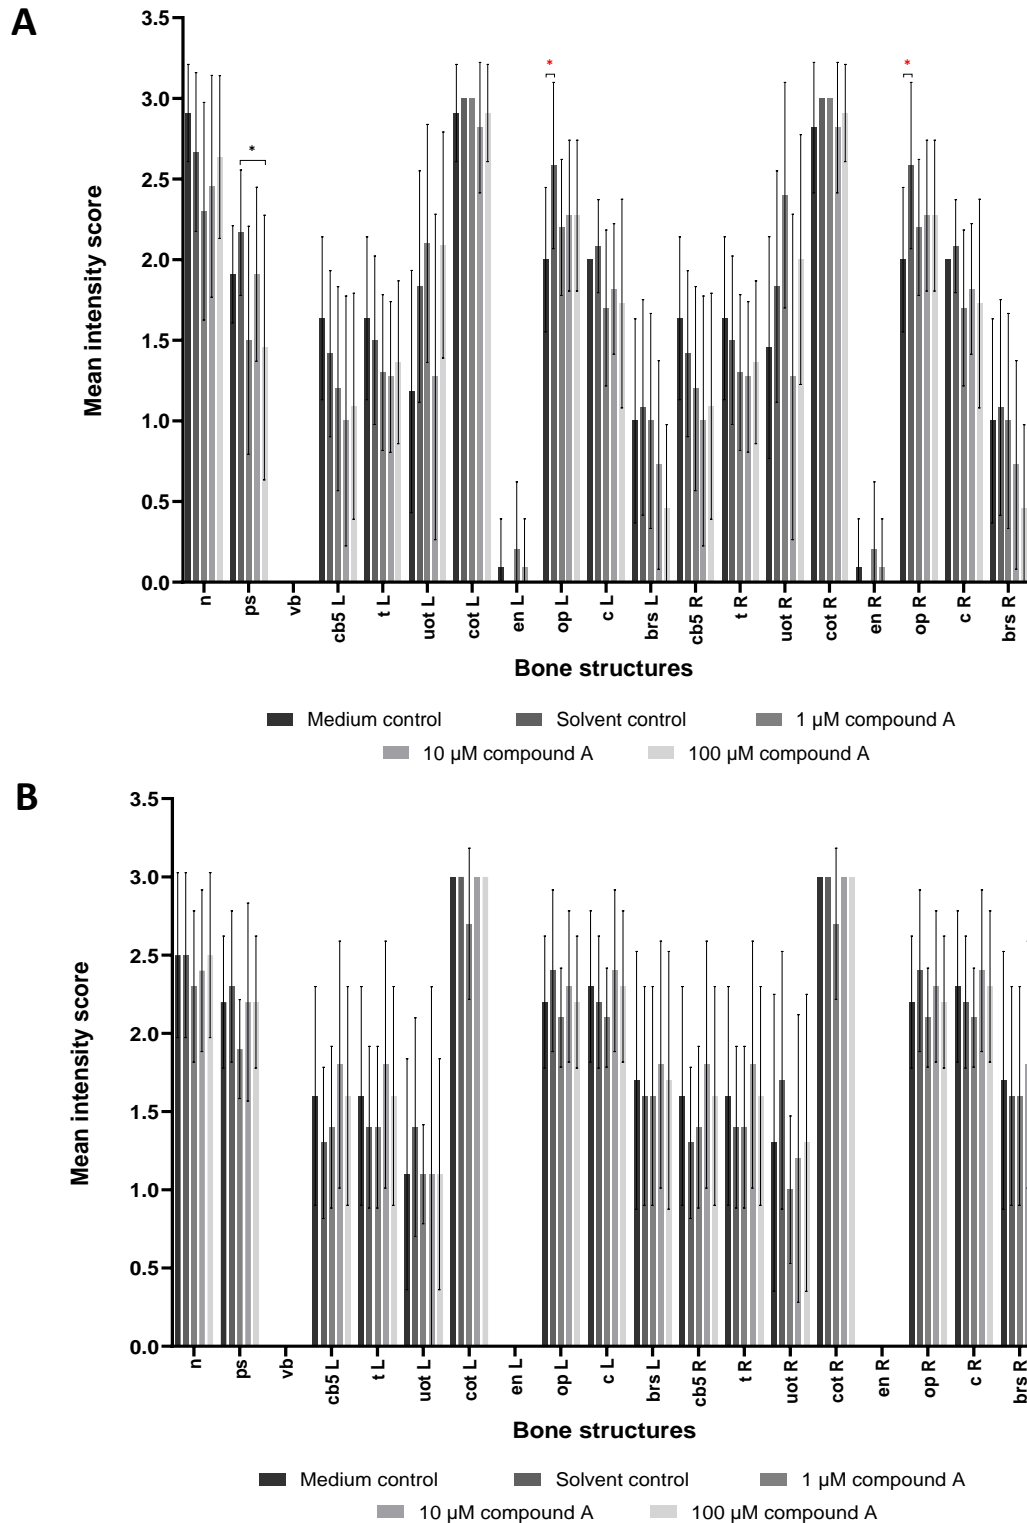 A
3.5
3.0
2.5
2.0
1.5
1.0
0.5
0.0
Mean intensity score
*
*
*
n
ps
vb
cb5 L
t L
uot L
cot L
en L
op L
c L
brs L
cb5 R
t R
uot R
cot R
en R
op R
c R
brs R
Bone structures
Medium control
Solvent control
1 µM compound A
10 µM compound A
100 µM compound A
B
3.5
3.0
2.5
2.0
1.5
1.0
0.5
0.0
Mean intensity score
n
ps
vb
cb5 L
t L
uot L
cot L
en L
op L
c L
brs L
cb5 R
t R
uot R
cot R
en R
op R
c R
brs R
Bone structures
Medium control
Solvent control
1 µM compound A
10 µM compound A
100 µM compound A